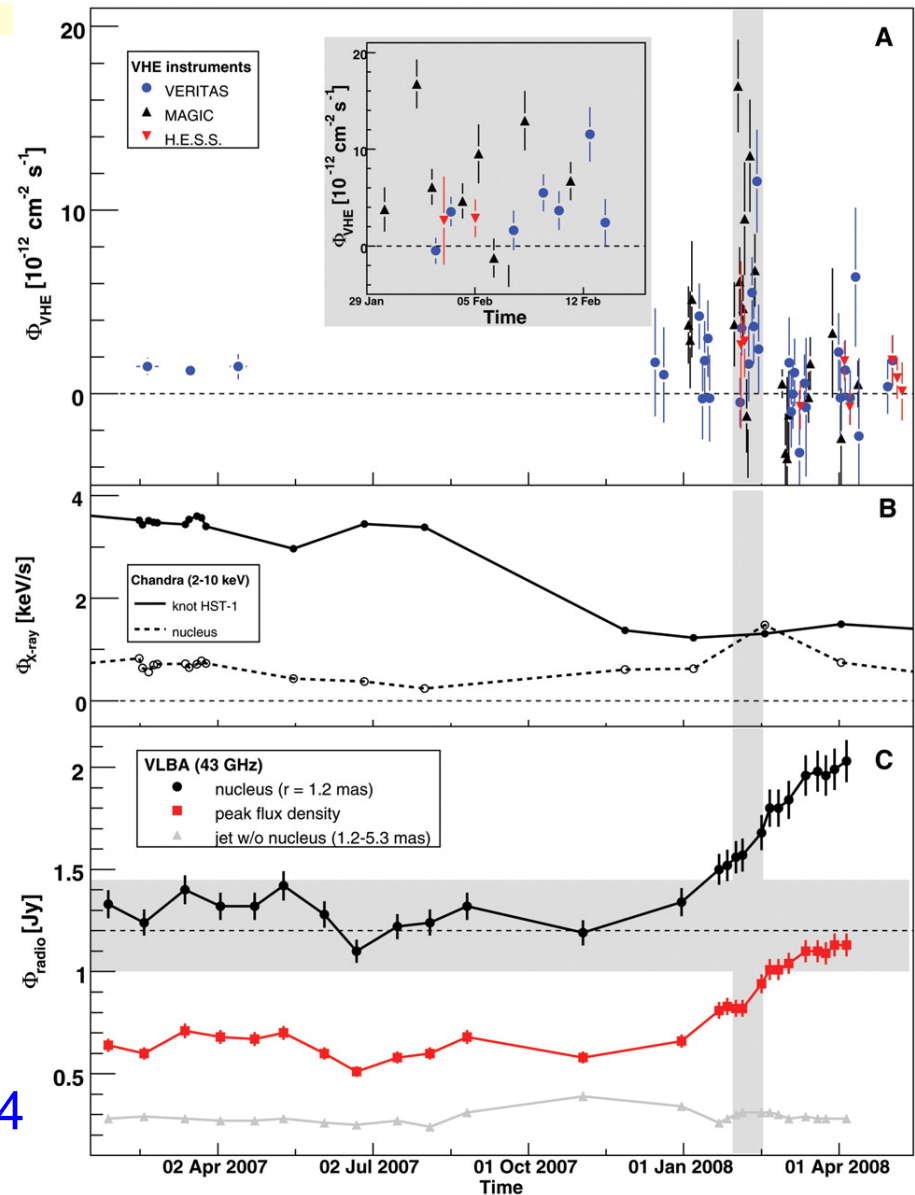 A
20
10
0
Φ_VHE [10⁻¹² cm⁻² s⁻¹]
VHE instruments
VERITAS
MAGIC
H.E.S.S.
20
10
0
Φ_VHE [10⁻¹² cm⁻² s⁻¹]
29 Jan 05 Feb 12 Feb
Time
B
4
2
0
Φ_X-ray [keV/s]
Chandra (2-10 keV)
knot HST-1
nucleus
C
2
1.5
1
0.5
Φ_radio [Jy]
VLBA (43 GHz)
nucleus (r = 1.2 mas)
peak flux density
jet w/o nucleus (1.2-5.3 mas)
4
02 Apr 2007 02 Jul 2007 01 Oct 2007 01 Jan 2008 01 Apr 2008
Time